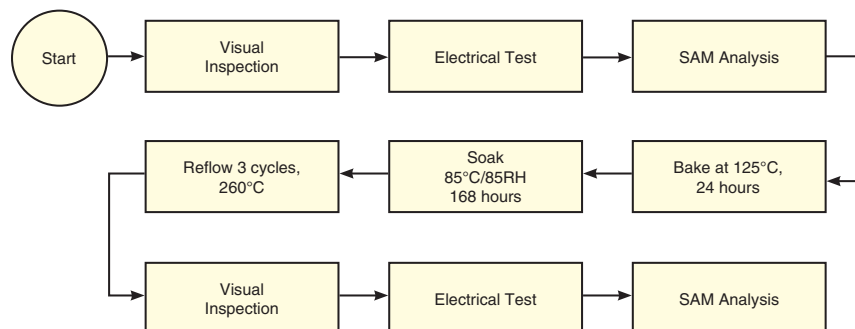 Start
Visual
Inspection
Electrical Test
SAM Analysis
Reflow 3 cycles,
260°C
Soak
85°C/85RH
168 hours
Bake at 125°C,
24 hours
Visual
Inspection
Electrical Test
SAM Analysis